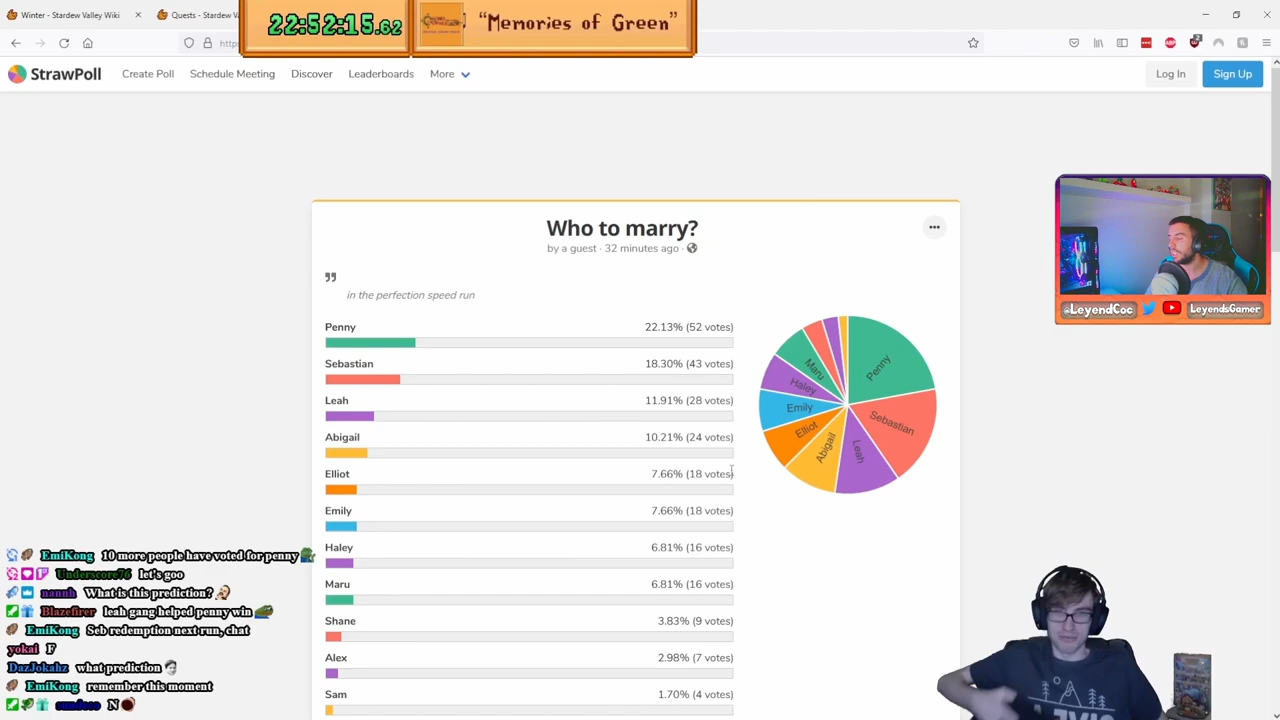 Winter - Stardew Valley Wiki
Quests - Stardew Va
22:52:15.62
"Memories of Green"
StrawPoll
Create Poll
Schedule Meeting
Discover
Leaderboards
More
Log In
Sign Up
Who to marry?
by a guest · 32 minutes ago ·
in the perfection speed run
Penny 22.13% (52 votes)
Sebastian 18.30% (43 votes)
Leah 11.91% (28 votes)
Abigail 10.21% (24 votes)
Elliot 7.66% (18 votes)
Emily 7.66% (18 votes)
Haley 6.81% (16 votes)
Maru 6.81% (16 votes)
Shane 3.83% (9 votes)
Alex 2.98% (7 votes)
Sam 1.70% (4 votes)
Penny
Sebastian
Leah
Abigail
Elliot
Emily
Haley
Maru
@LeyendCoc
LeyendsGamer
EmiKong 10 more people have voted for penny
Underscore76 let's goo
nannh What is this prediction?
Blazefirer leah gang helped penny win
EmiKong Seb redemption next run, chat
yokai F
DazJokahz what prediction
EmiKong remember this moment
N